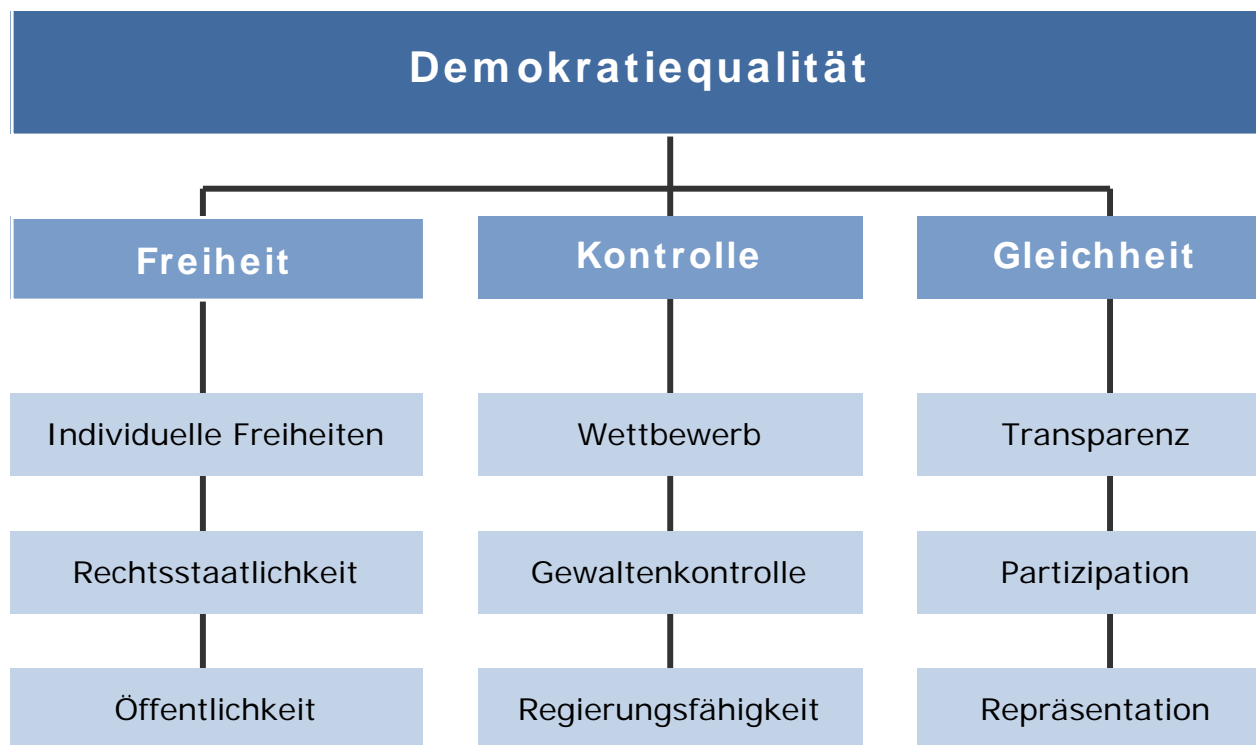 Demokratiequalität
Freiheit
Kontrolle
Gleichheit
Individuelle Freiheiten
Wettbewerb
Transparenz
Rechtsstaatlichkeit
Gewaltenkontrolle
Partizipation
Öffentlichkeit
Regierungsfähigkeit
Repräsentation